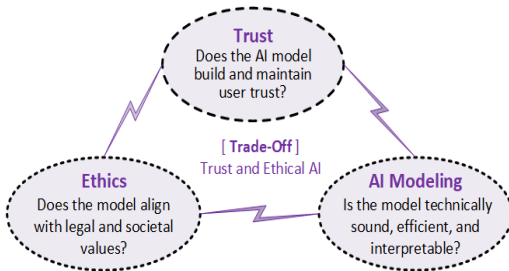 Trust
Does the AI model
build and maintain
user trust?
[ Trade-Off ]
Trust and Ethical AI
Ethics
Does the model align
with legal and societal
values?
AI Modeling
Is the model technically
sound, efficient, and
interpretable?